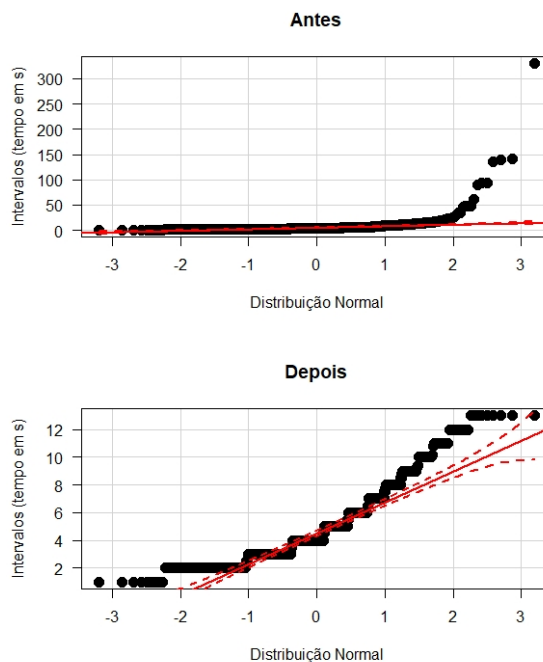 Antes
Intervalos (tempo em s)
300
250
200
150
100
50
0
-3 -2 -1 0 1 2 3
Distribuição Normal
Depois
Intervalos (tempo em s)
12
10
8
6
4
2
-3 -2 -1 0 1 2 3
Distribuição Normal